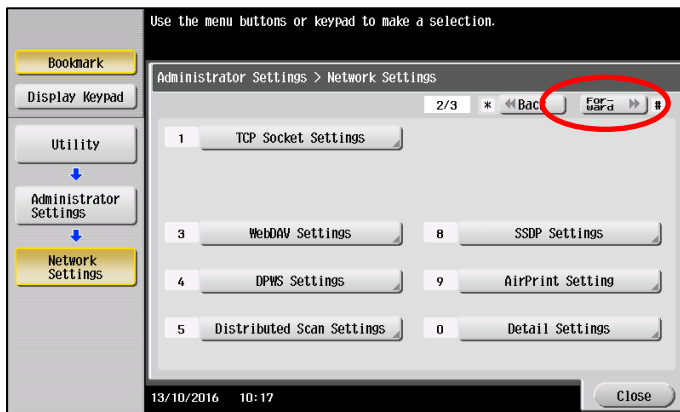 Use the menu buttons or keypad to make a selection.
Bookmark
Display Keypad
Utility
Administrator
Settings
Network
Settings
Administrator Settings > Network Settings
2/3 * Back For-
ward #
1 TCP Socket Settings
3 WebDAV Settings 8 SSDP Settings
4 DPWS Settings 9 AirPrint Setting
5 Distributed Scan Settings 0 Detail Settings
13/10/2016 10:17 Close